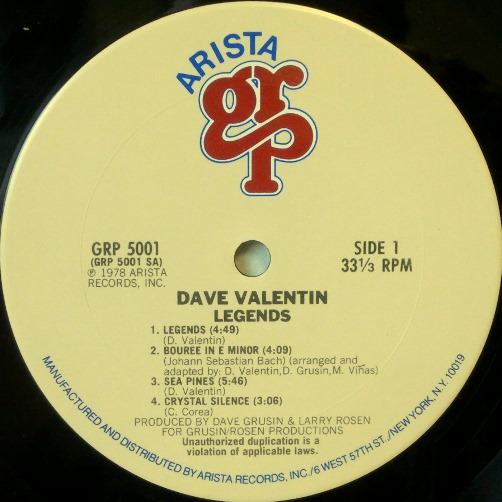 ARISTA
grp
GRP 5001
(GRP 5001 SA)
℗ 1978 ARISTA
RECORDS, INC.
SIDE 1
33⅓ RPM
DAVE VALENTIN
LEGENDS
1. LEGENDS (4:49)
(D. Valentin)
2. BOUREE IN E MINOR (4:09)
(Johann Sebastian Bach) (arranged and
adapted by: D. Valentin, D. Grusin, M. Viñas)
3. SEA PINES (5:46)
(D. Valentin)
4. CRYSTAL SILENCE (3:06)
(C. Corea)
PRODUCED BY DAVE GRUSIN & LARRY ROSEN
FOR GRUSIN/ROSEN PRODUCTIONS
Unauthorized duplication is a
violation of applicable laws.
MANUFACTURED AND DISTRIBUTED BY ARISTA RECORDS, INC./6 WEST 57TH ST./NEW YORK, N.Y. 10019